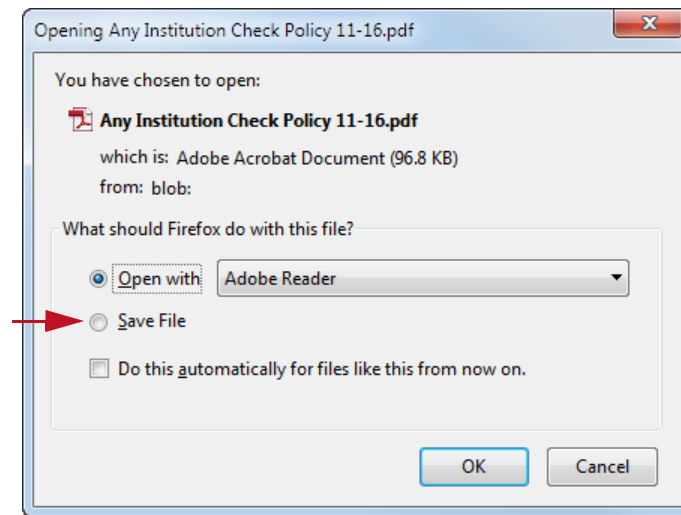 Opening Any Institution Check Policy 11-16.pdf
You have chosen to open:
Any Institution Check Policy 11-16.pdf
which is: Adobe Acrobat Document (96.8 KB)
from: blob:
What should Firefox do with this file?
Open with Adobe Reader
Save File
Do this automatically for files like this from now on.
OK Cancel